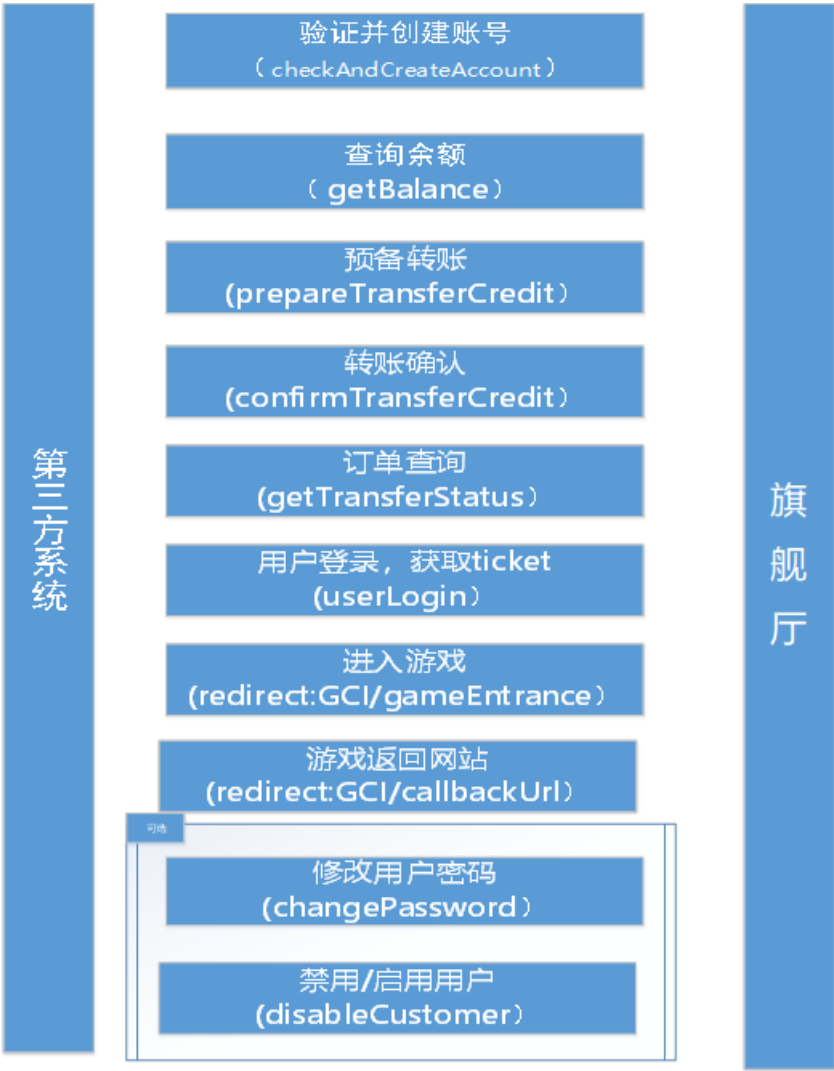 验证并创建账号
（checkAndCreateAccount）
查询余额
（ getBalance）
预备转账
(prepareTransferCredit）
转账确认
(confirmTransferCredit）
订单查询
(getTransferStatus）
用户登录，获取ticket
(userLogin）
进入游戏
(redirect:GCI/gameEntrance）
游戏返回网站
(redirect:GCI/callbackUrl）
可选
修改用户密码
(changePassword）
禁用/启用用户
(disableCustomer）
第三方系统
旗舰厅